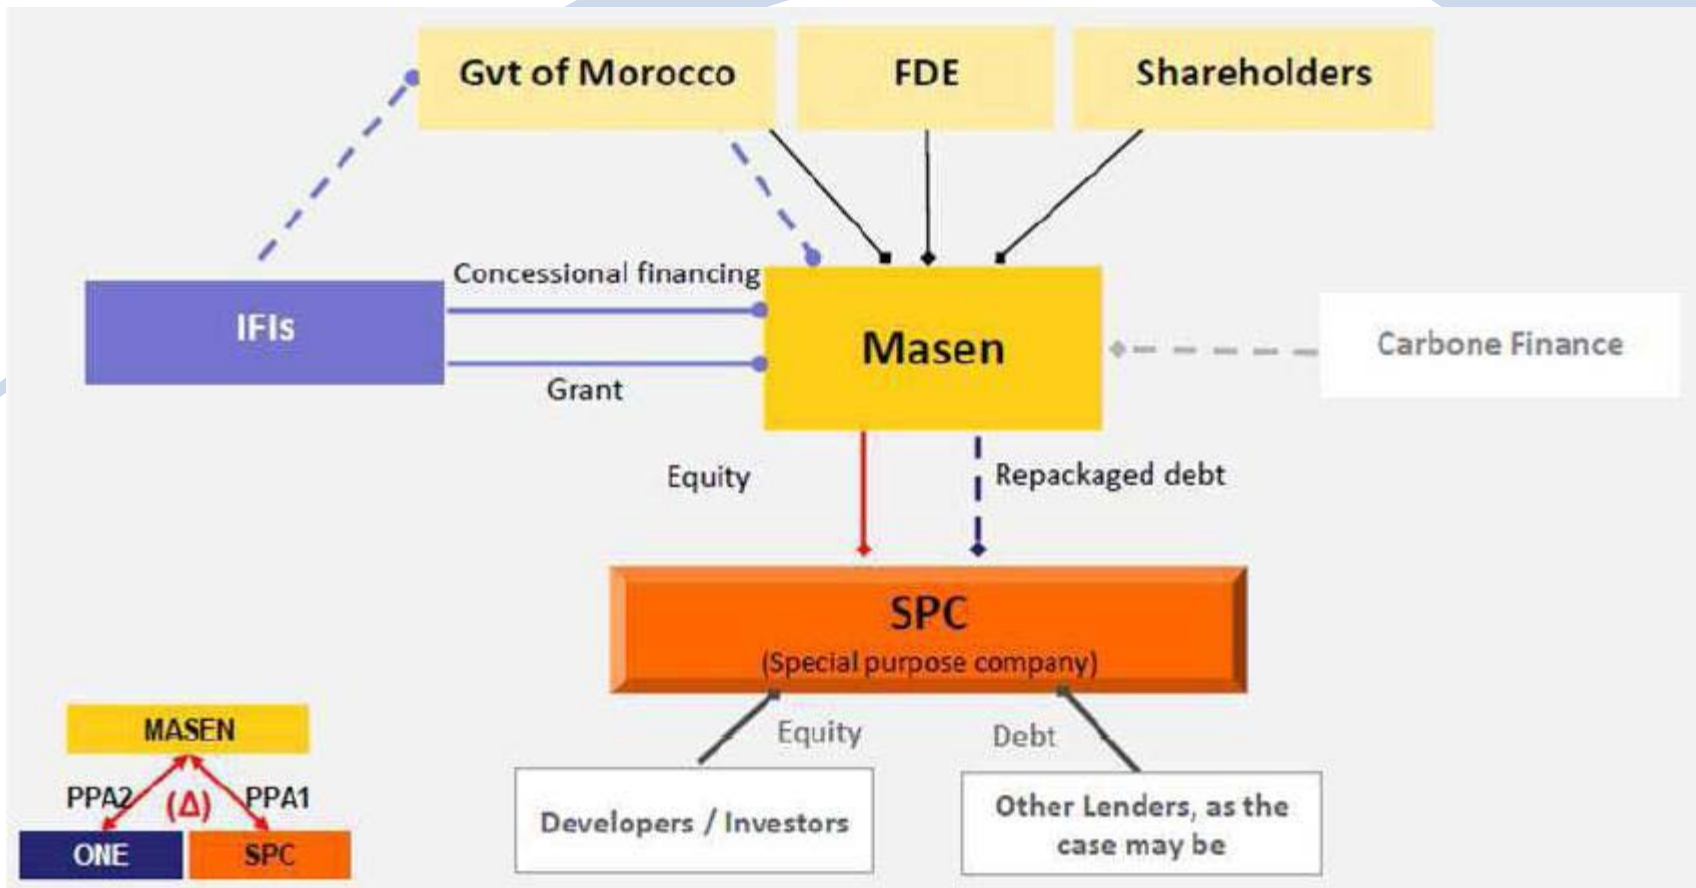 Gvt of Morocco
FDE
Shareholders
Concessional financing
IFIs
Masen
Carbone Finance
Grant
Equity
Repackaged debt
SPC
(Special purpose company)
Equity
Debt
Developers / Investors
Other Lenders, as the
case may be
MASEN
PPA2
(Δ)
PPA1
ONE
SPC